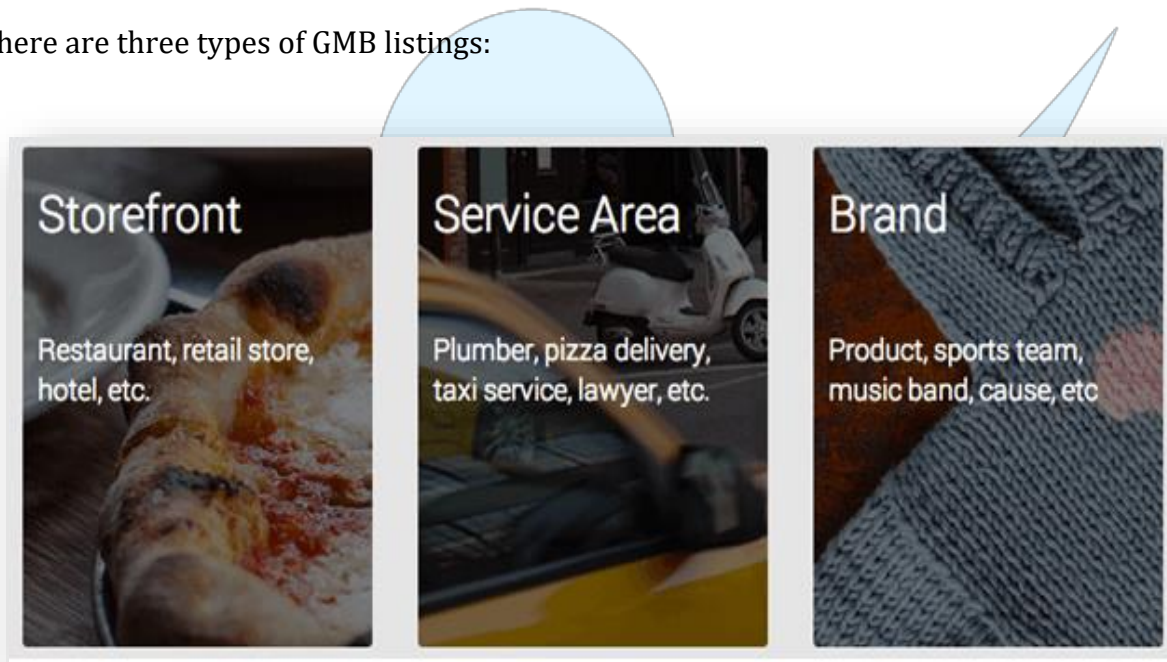 here are three types of GMB listings:
Storefront
Restaurant, retail store,
hotel, etc.
Service Area
Plumber, pizza delivery,
taxi service, lawyer, etc.
Brand
Product, sports team,
music band, cause, etc